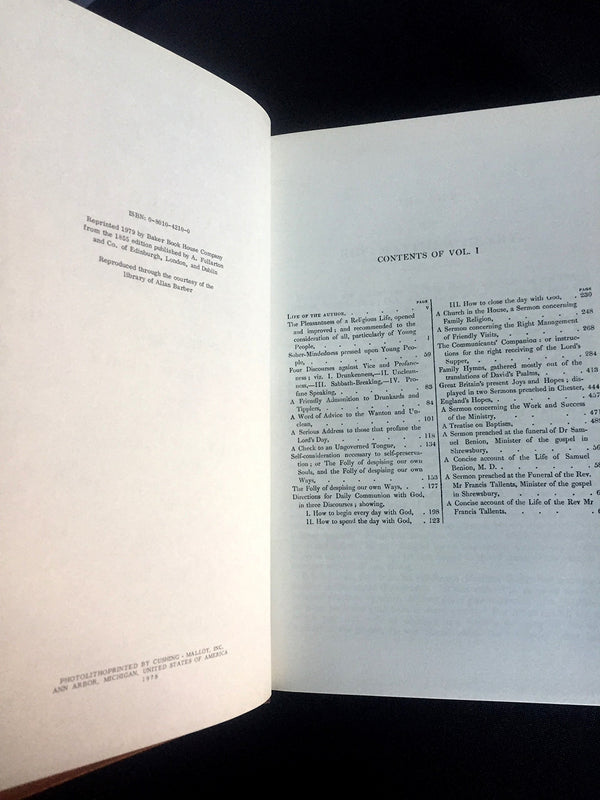 ISBN: 0-8010-4210-0
Reprinted 1979 by Baker Book House Company
from the 1855 edition published by A. Fullarton
and Co. of Edinburgh, London, and Dublin
Reproduced through the courtesy of the
library of Allan Barber
PHOTOLITHOPRINTED BY CUSHING - MALLOY, INC.
ANN ARBOR, MICHIGAN, UNITED STATES OF AMERICA
1979
CONTENTS OF VOL. I
PAGE
LIFE OF THE AUTHOR, . . . . . v
The Pleasantness of a Religious Life, opened
and improved; and recommended to the
consideration of all, particularly of Young
People, . . . . . . 1
Sober-Mindedness pressed upon Young Peo-
ple, . . . . . . 59
Four Discourses against Vice and Profane-
ness; viz. I. Drunkenness,—II. Unclean-
ness,—III. Sabbath-Breaking,—IV. Pro-
fane Speaking, . . . . . 83
A Friendly Admonition to Drunkards and
Tipplers, . . . . . . 84
A Word of Advice to the Wanton and Un-
clean, . . . . . . 101
A Serious Address to those that profane the
Lord's Day, . . . . . 118
A Check to an Ungoverned Tongue, . . 134
Self-consideration necessary to self-preserva-
tion; or The Folly of despising our own
Souls, and the Folly of despising our own
Ways, . . . . . . 153
The Folly of despising our own Ways, . . 177
Directions for Daily Communion with God,
in three Discourses; showing,
I. How to begin every day with God, . 198
II. How to spend the day with God, . 123
PAGE
III. How to close the day with God, . 230
A Church in the House, a Sermon concerning
Family Religion, . . . . 248
A Sermon concerning the Right Management
of Friendly Visits, . . . . 268
The Communicants' Companion: or instruc-
tions for the right receiving of the Lord's
Supper, . . . . . . 284
Family Hymns, gathered mostly out of the
translations of David's Psalms, . . 413
Great Britain's present Joys and Hopes; dis-
played in two Sermons preached in Chester, 444
England's Hopes, . . . . . 457
A Sermon concerning the Work and Success
of the Ministry, . . . . . 471
A Treatise on Baptism, . . . .
A Sermon preached at the funeral of Dr Sam-
uel Benion, Minister of the gospel in
Shrewsbury, . . . . .
A Concise account of the Life of Samuel
Benion, M. D. . . . . .
A Sermon preached at the Funeral of the Rev.
Mr Francis Tallents, Minister of the gospel
in Shrewsbury, . . . . .
A Concise account of the Life of the Rev Mr
Francis Tallents. . . . . .